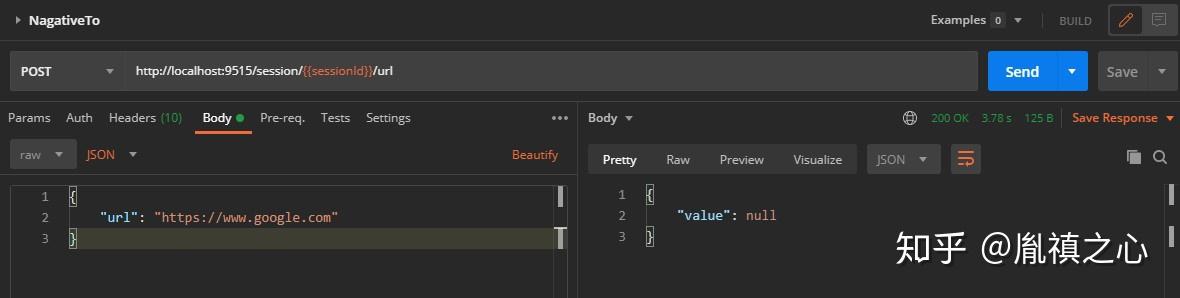 NagativeTo
Examples 0
BUILD
POST
http://localhost:9515/session/{{sessionId}}/url
Send
Save
Params Auth Headers (10) Body Pre-req. Tests Settings
Body
200 OK 3.78 s 125 B Save Response
raw JSON Beautify
Pretty Raw Preview Visualize JSON
1 {
2 "url": "https://www.google.com"
3 }
1 {
2 "value": null
3 }
知乎 @胤禛之心